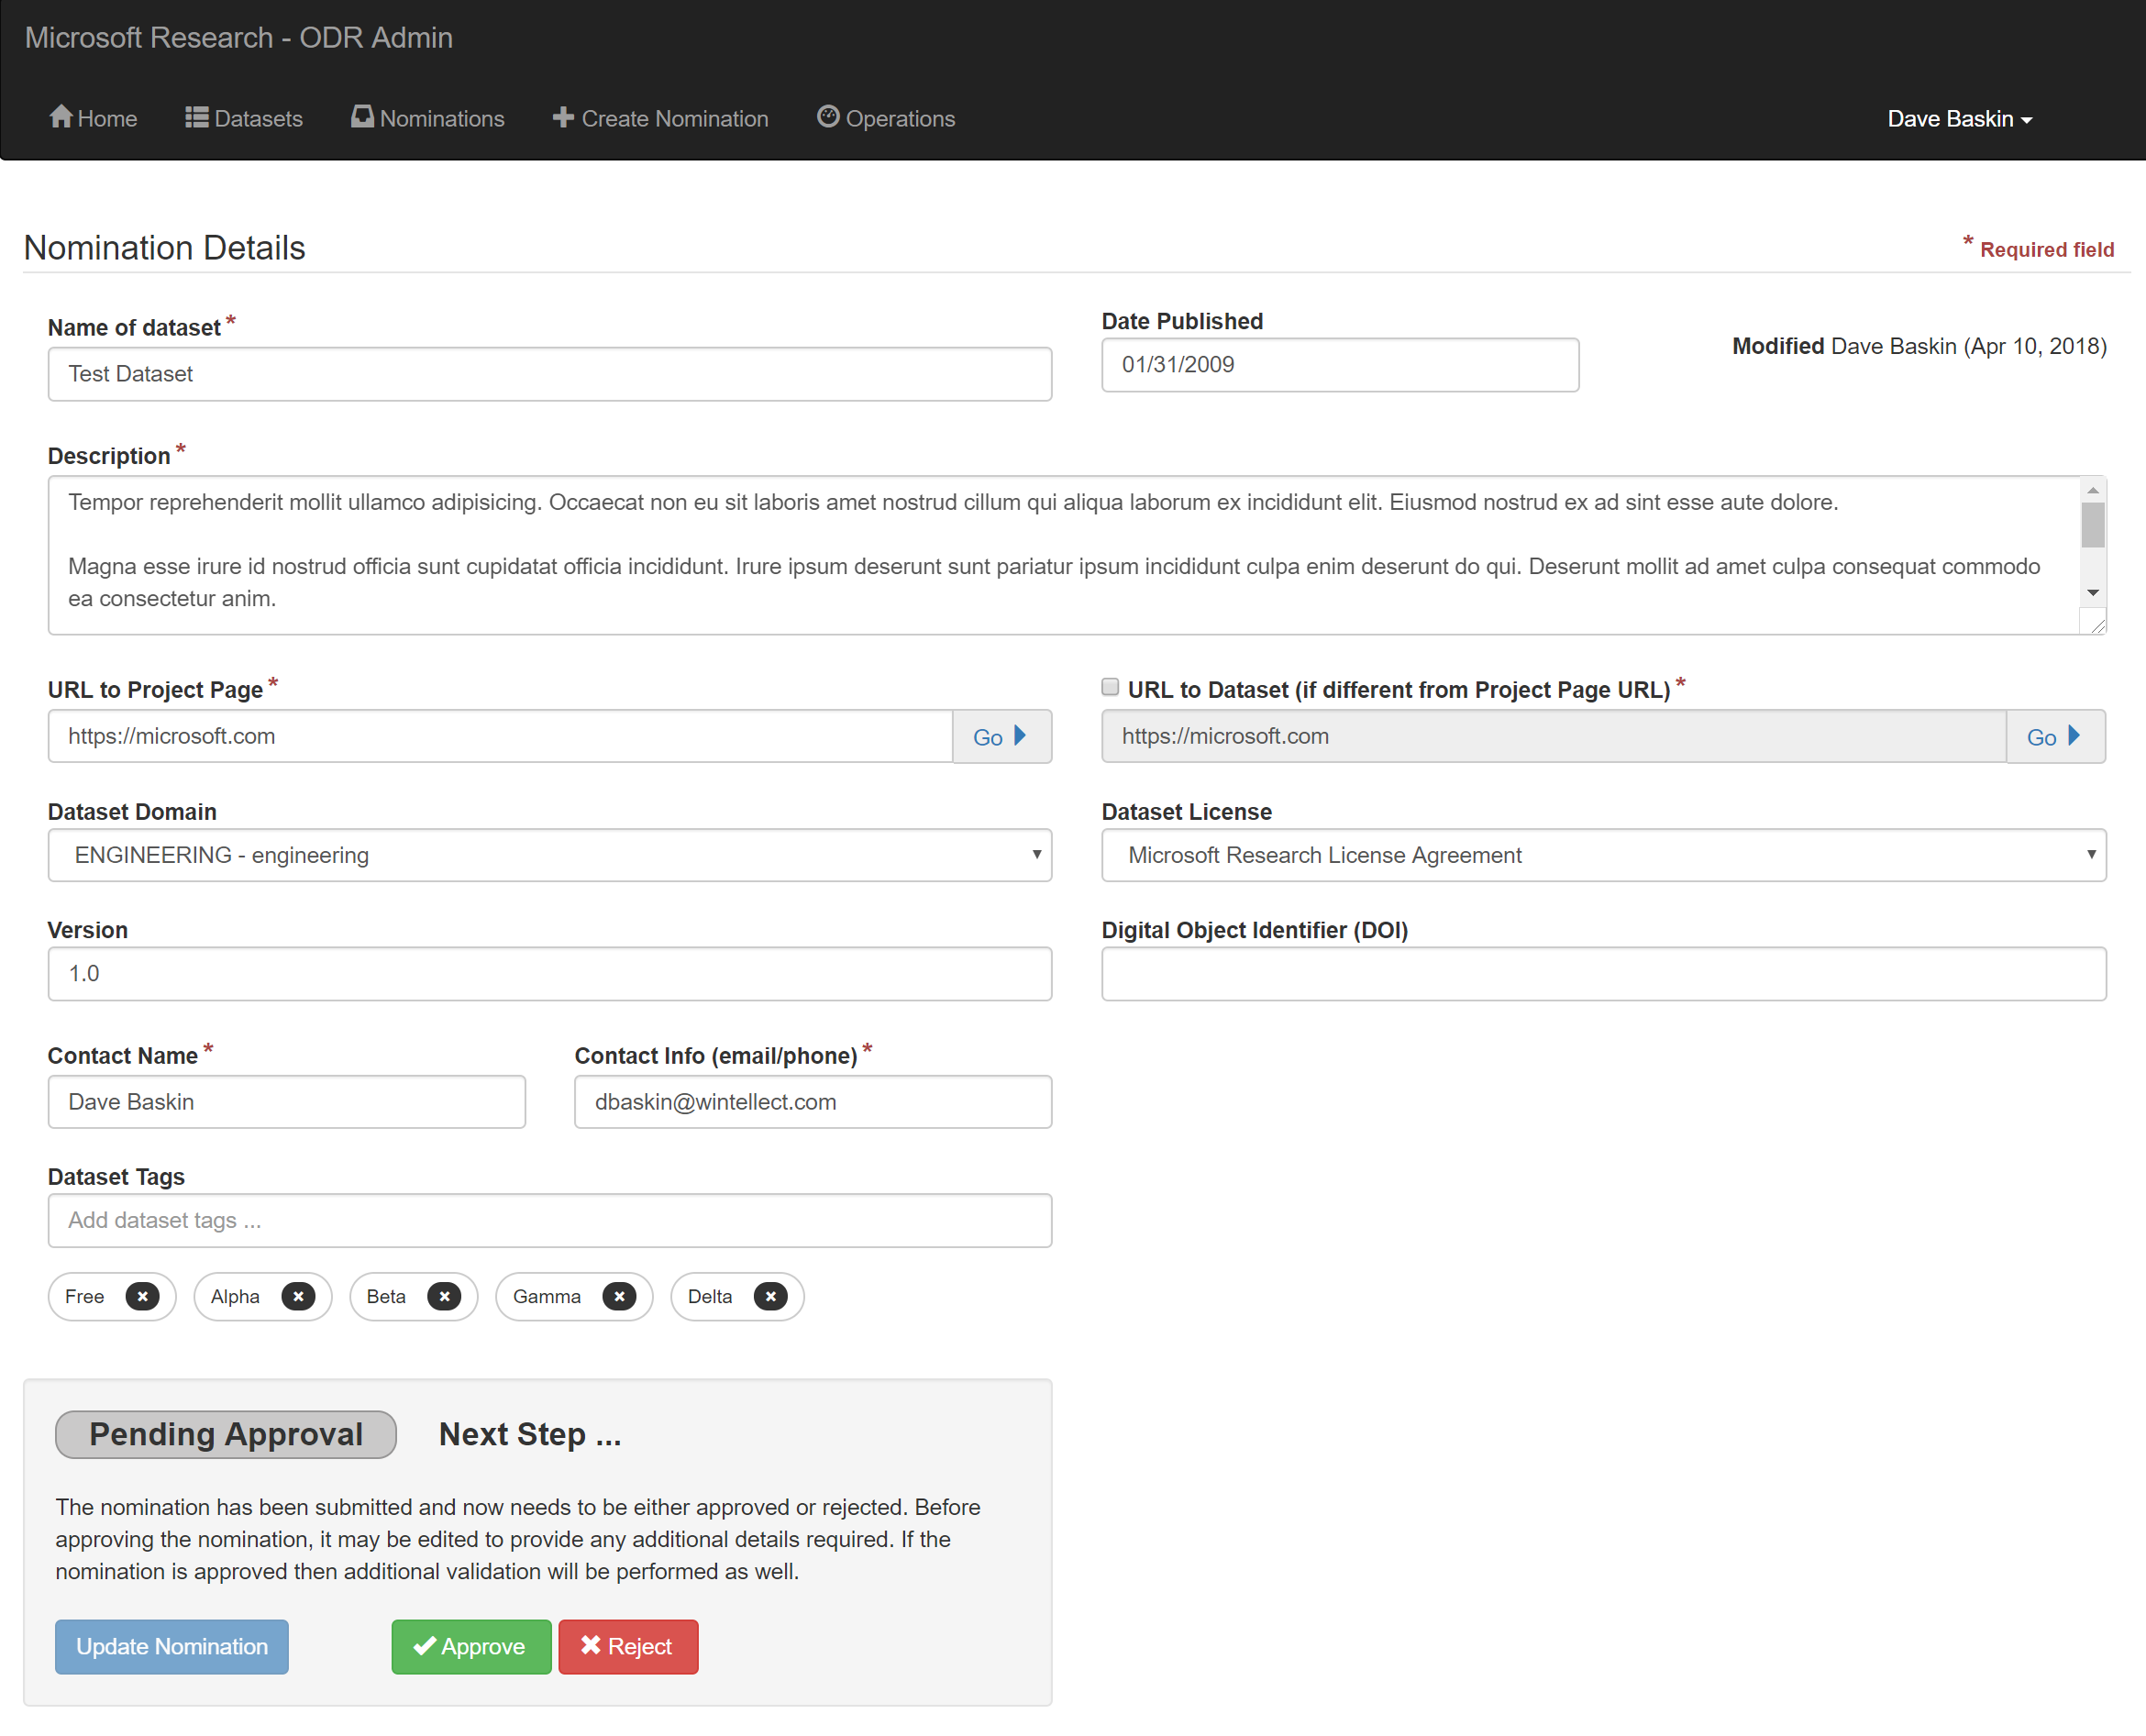 Microsoft Research - ODR Admin
Home Datasets Nominations Create Nomination Operations Dave Baskin
Nomination Details
* Required field
Name of dataset *
Test Dataset
Date Published
01/31/2009
Modified Dave Baskin (Apr 10, 2018)
Description *
Tempor reprehenderit mollit ullamco adipisicing. Occaecat non eu sit laboris amet nostrud cillum qui aliqua laborum ex incididunt elit. Eiusmod nostrud ex ad sint esse aute dolore.
Magna esse irure id nostrud officia sunt cupidatat officia incididunt. Irure ipsum deserunt sunt pariatur ipsum incididunt culpa enim deserunt do qui. Deserunt mollit ad amet culpa consequat commodo
ea consectetur anim.
URL to Project Page *
https://microsoft.com Go
URL to Dataset (if different from Project Page URL) *
https://microsoft.com Go
Dataset Domain
ENGINEERING - engineering
Dataset License
Microsoft Research License Agreement
Version
1.0
Digital Object Identifier (DOI)
Contact Name *
Dave Baskin
Contact Info (email/phone) *
dbaskin@wintellect.com
Dataset Tags
Add dataset tags ...
Free Alpha Beta Gamma Delta
Pending Approval Next Step ...
The nomination has been submitted and now needs to be either approved or rejected. Before
approving the nomination, it may be edited to provide any additional details required. If the
nomination is approved then additional validation will be performed as well.
Update Nomination Approve Reject